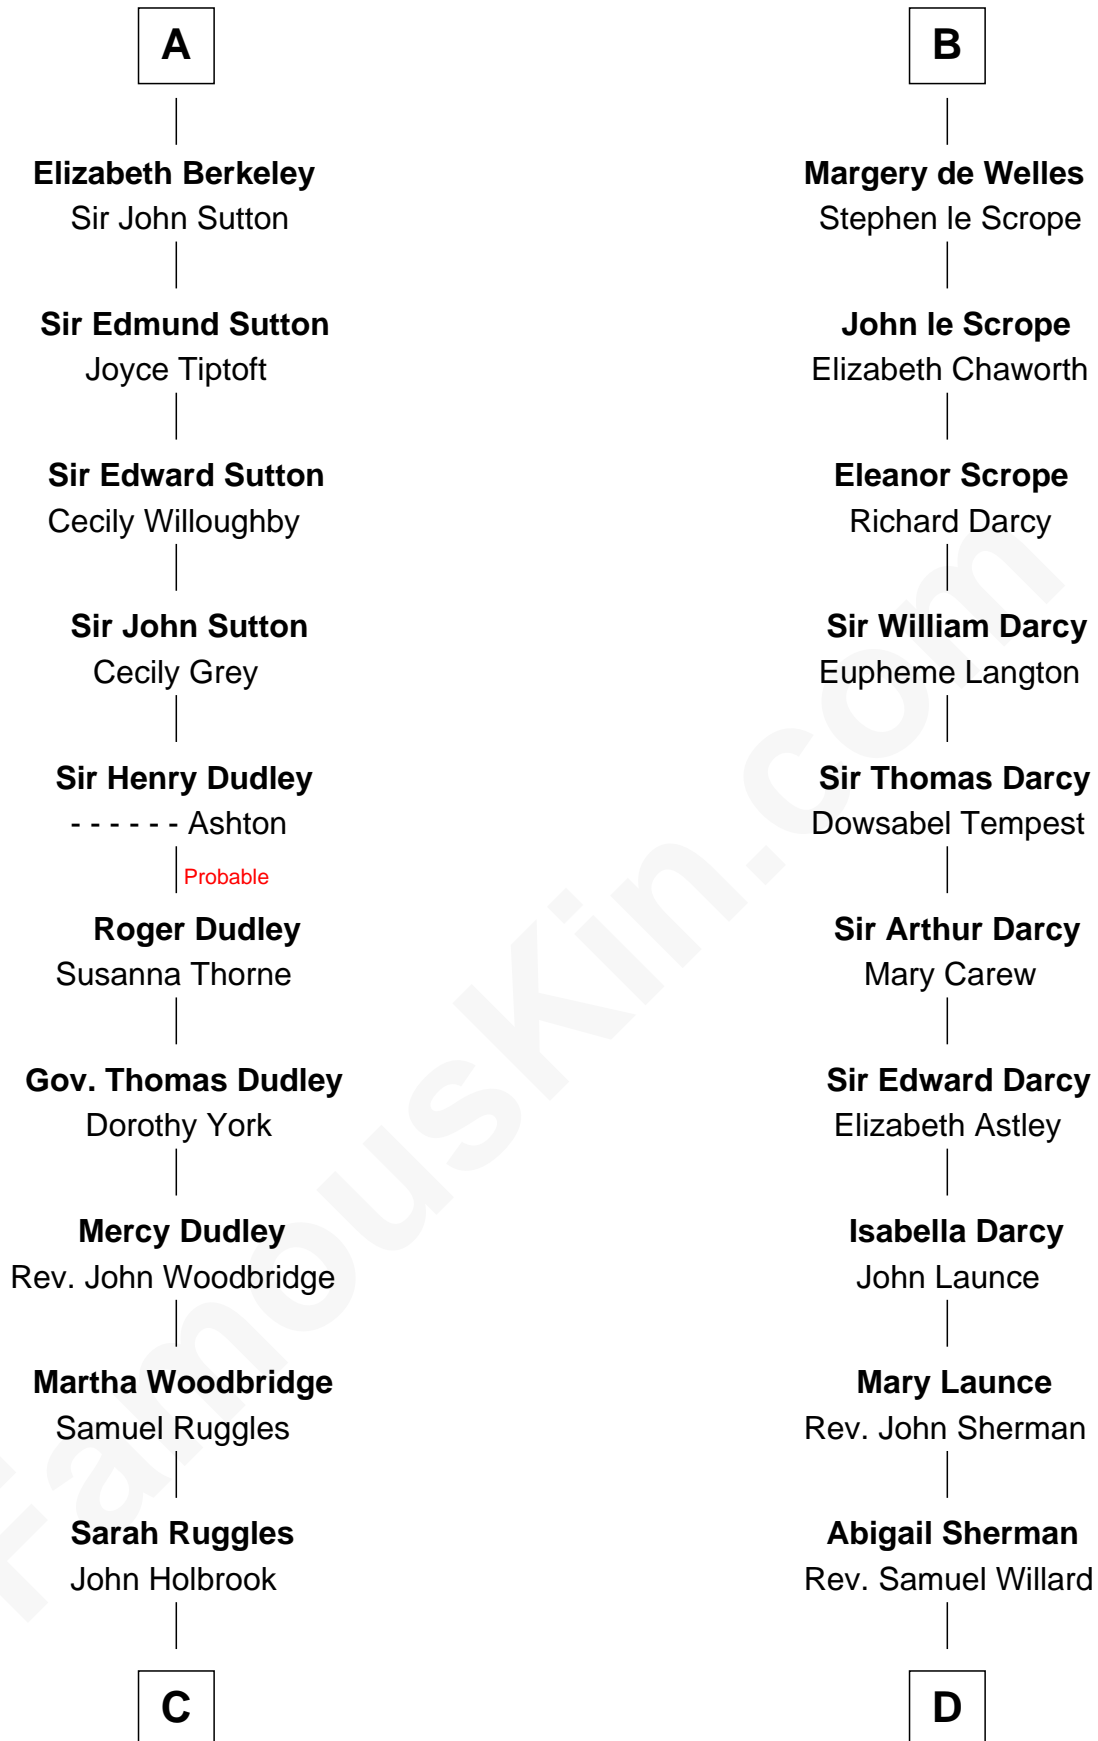 A
Elizabeth Berkeley
Sir John Sutton
Sir Edmund Sutton
Joyce Tiptoft
Sir Edward Sutton
Cecily Willoughby
Sir John Sutton
Cecily Grey
Sir Henry Dudley
- - - - - - Ashton
Probable
Roger Dudley
Susanna Thorne
Gov. Thomas Dudley
Dorothy York
Mercy Dudley
Rev. John Woodbridge
Martha Woodbridge
Samuel Ruggles
Sarah Ruggles
John Holbrook
C
B
Margery de Welles
Stephen le Scrope
John le Scrope
Elizabeth Chaworth
Eleanor Scrope
Richard Darcy
Sir William Darcy
Eupheme Langton
Sir Thomas Darcy
Dowsabel Tempest
Sir Arthur Darcy
Mary Carew
Sir Edward Darcy
Elizabeth Astley
Isabella Darcy
John Launce
Mary Launce
Rev. John Sherman
Abigail Sherman
Rev. Samuel Willard
D
FamousKin.com